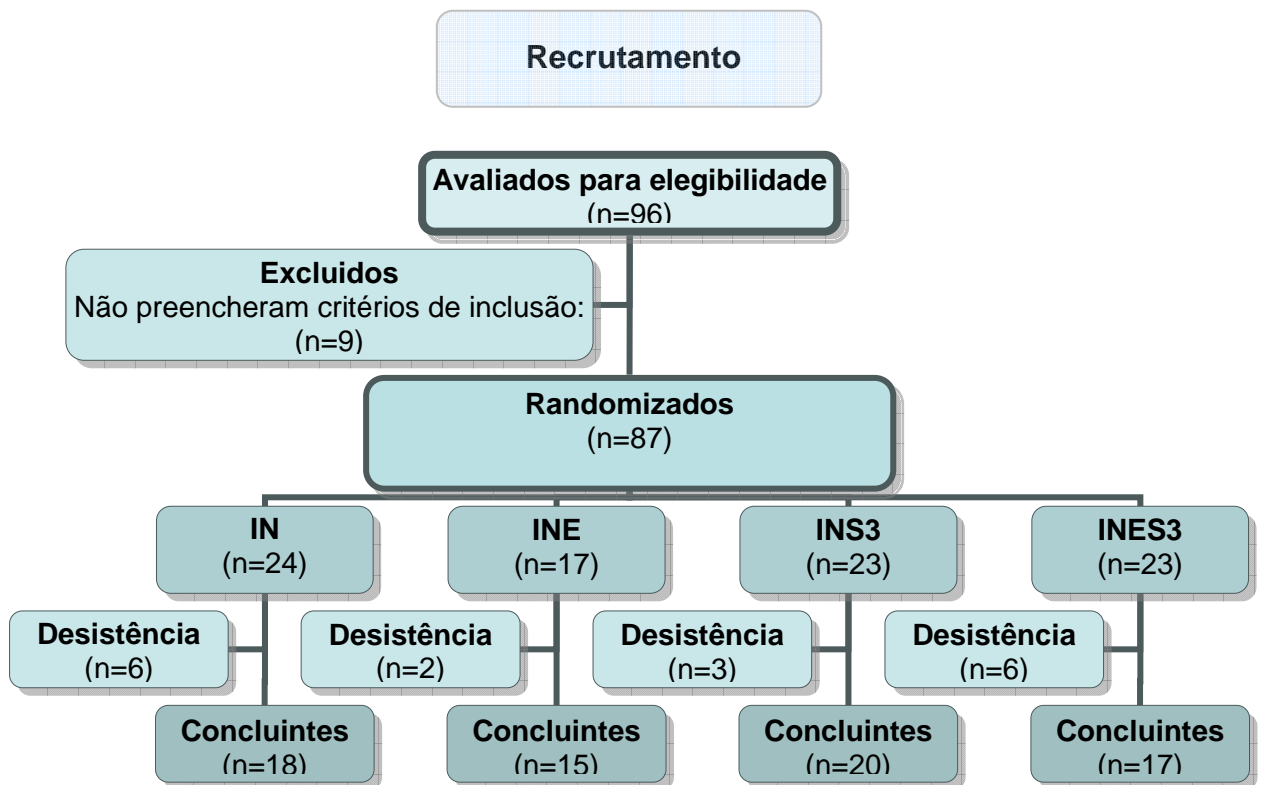 Recrutamento
Avaliados para elegibilidade
(n=96)
Excluidos
Não preencheram critérios de inclusão:
(n=9)
Randomizados
(n=87)
IN
(n=24)
INE
(n=17)
INS3
(n=23)
INES3
(n=23)
Desistência
(n=6)
Desistência
(n=2)
Desistência
(n=3)
Desistência
(n=6)
Concluintes
(n=18)
Concluintes
(n=15)
Concluintes
(n=20)
Concluintes
(n=17)